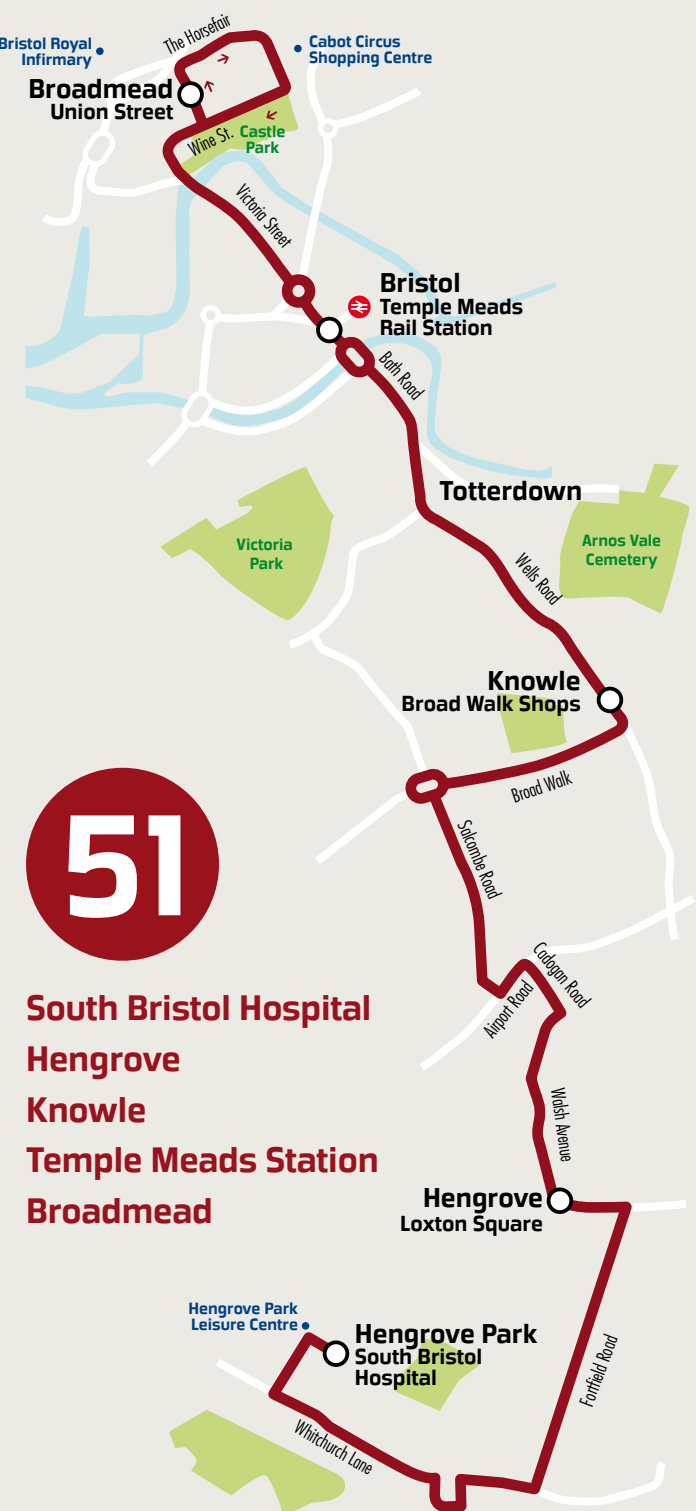 The Horsefair
Bristol Royal
Infirmary
Cabot Circus
Shopping Centre
Broadmead
Union Street
Wine St.
Castle
Park
Victoria Street
Bristol
Temple Meads
Rail Station
Bath Road
Totterdown
Victoria
Park
Arnos Vale
Cemetery
Wells Road
Knowle
Broad Walk Shops
Broad Walk
51
Salcombe Road
Cadogan Road
Airport Road
South Bristol Hospital
Hengrove
Knowle
Temple Meads Station
Broadmead
Walsh Avenue
Hengrove
Loxton Square
Hengrove Park
Leisure Centre
Hengrove Park
South Bristol
Hospital
Fortfield Road
Whitchurch Lane